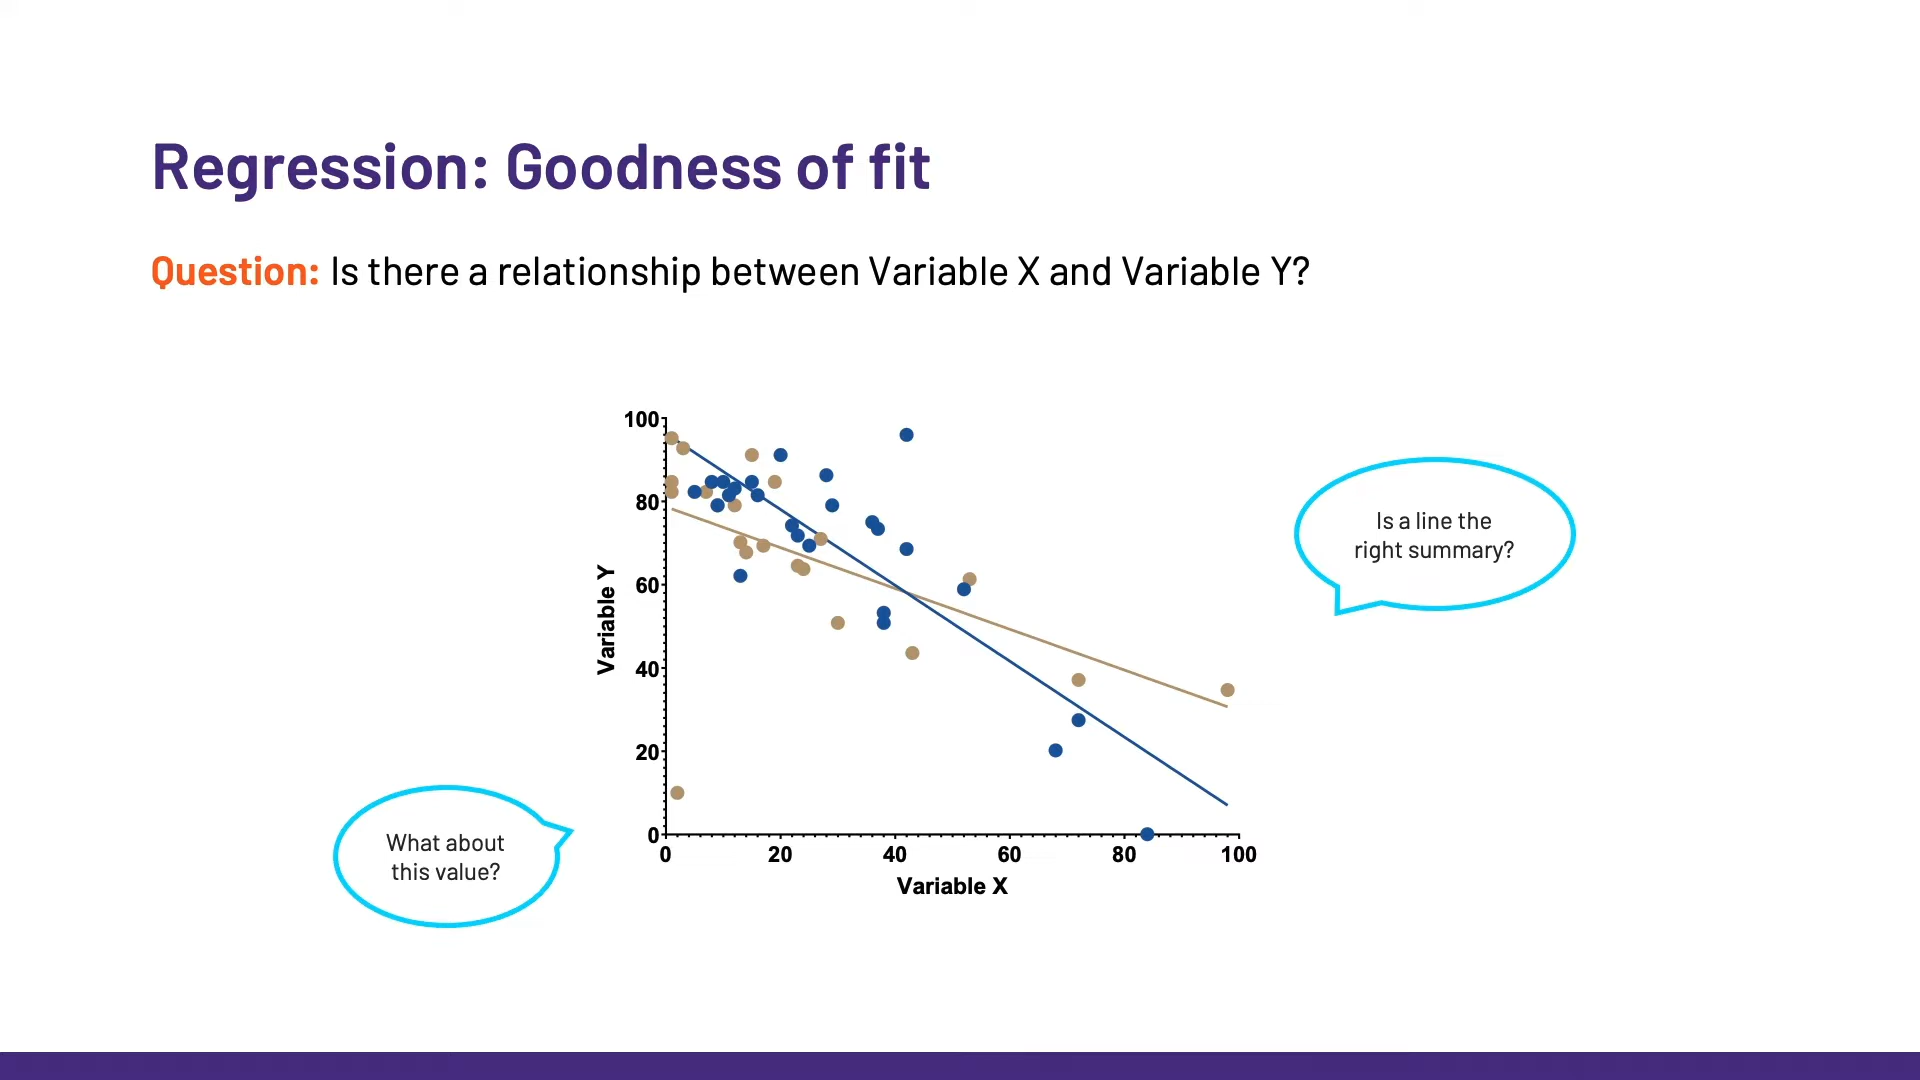 Regression: Goodness of fit
Question: Is there a relationship between Variable X and Variable Y?
100
80
60
40
20
0
Variable Y
0 20 40 60 80 100
Variable X
Is a line the
right summary?
What about
this value?